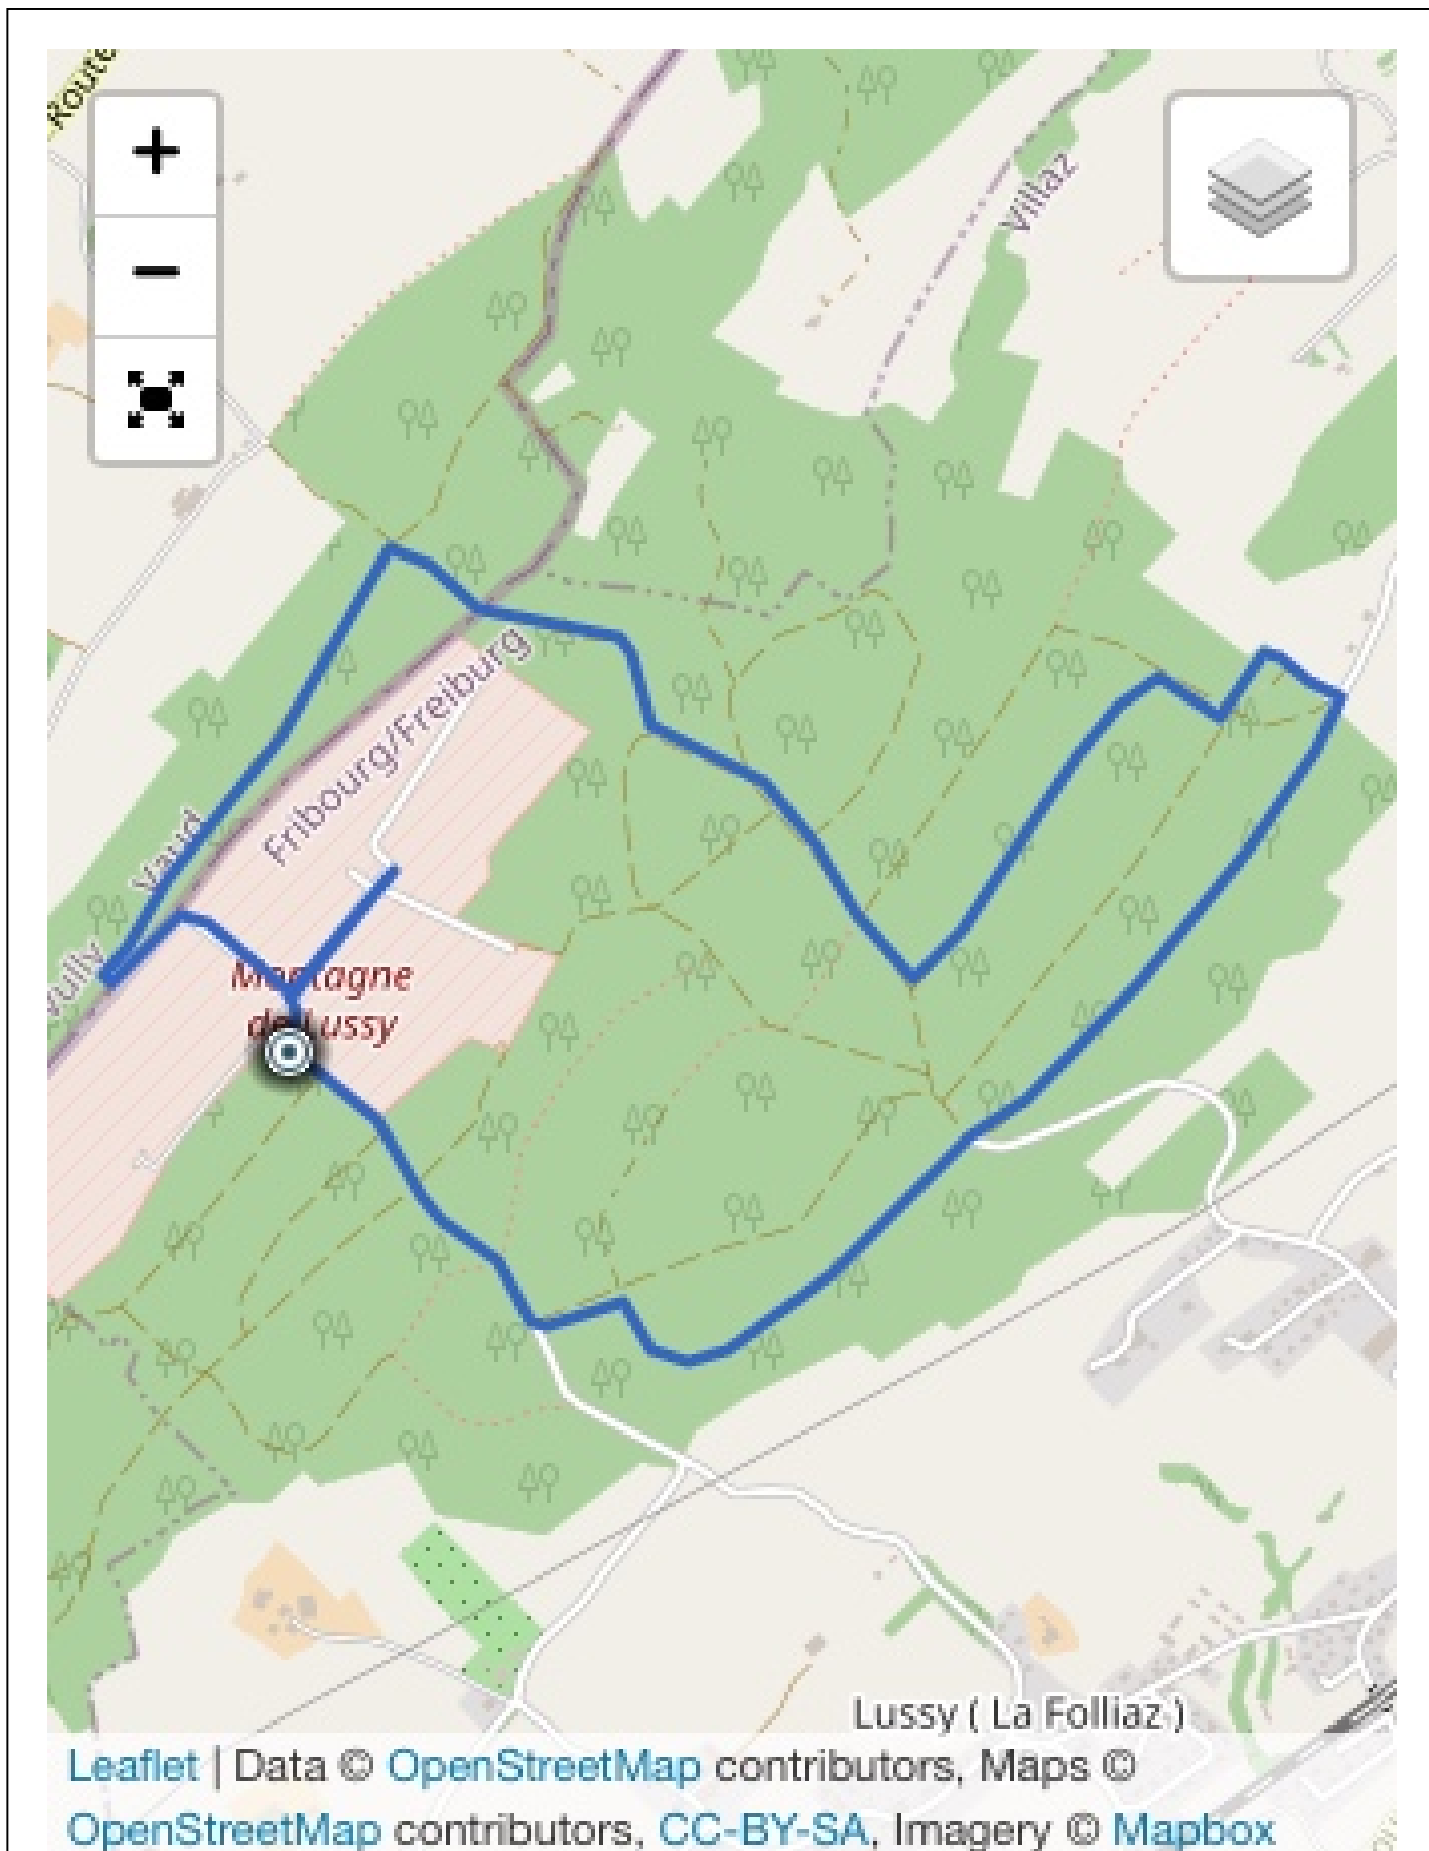 Route
+
Villaz
−
Fribourg/Freiburg
Vaud
Montagne
de Lussy
Lussy ( La Folliaz )
Leaflet | Data © OpenStreetMap contributors, Maps ©
OpenStreetMap contributors, CC-BY-SA, Imagery © Mapbox